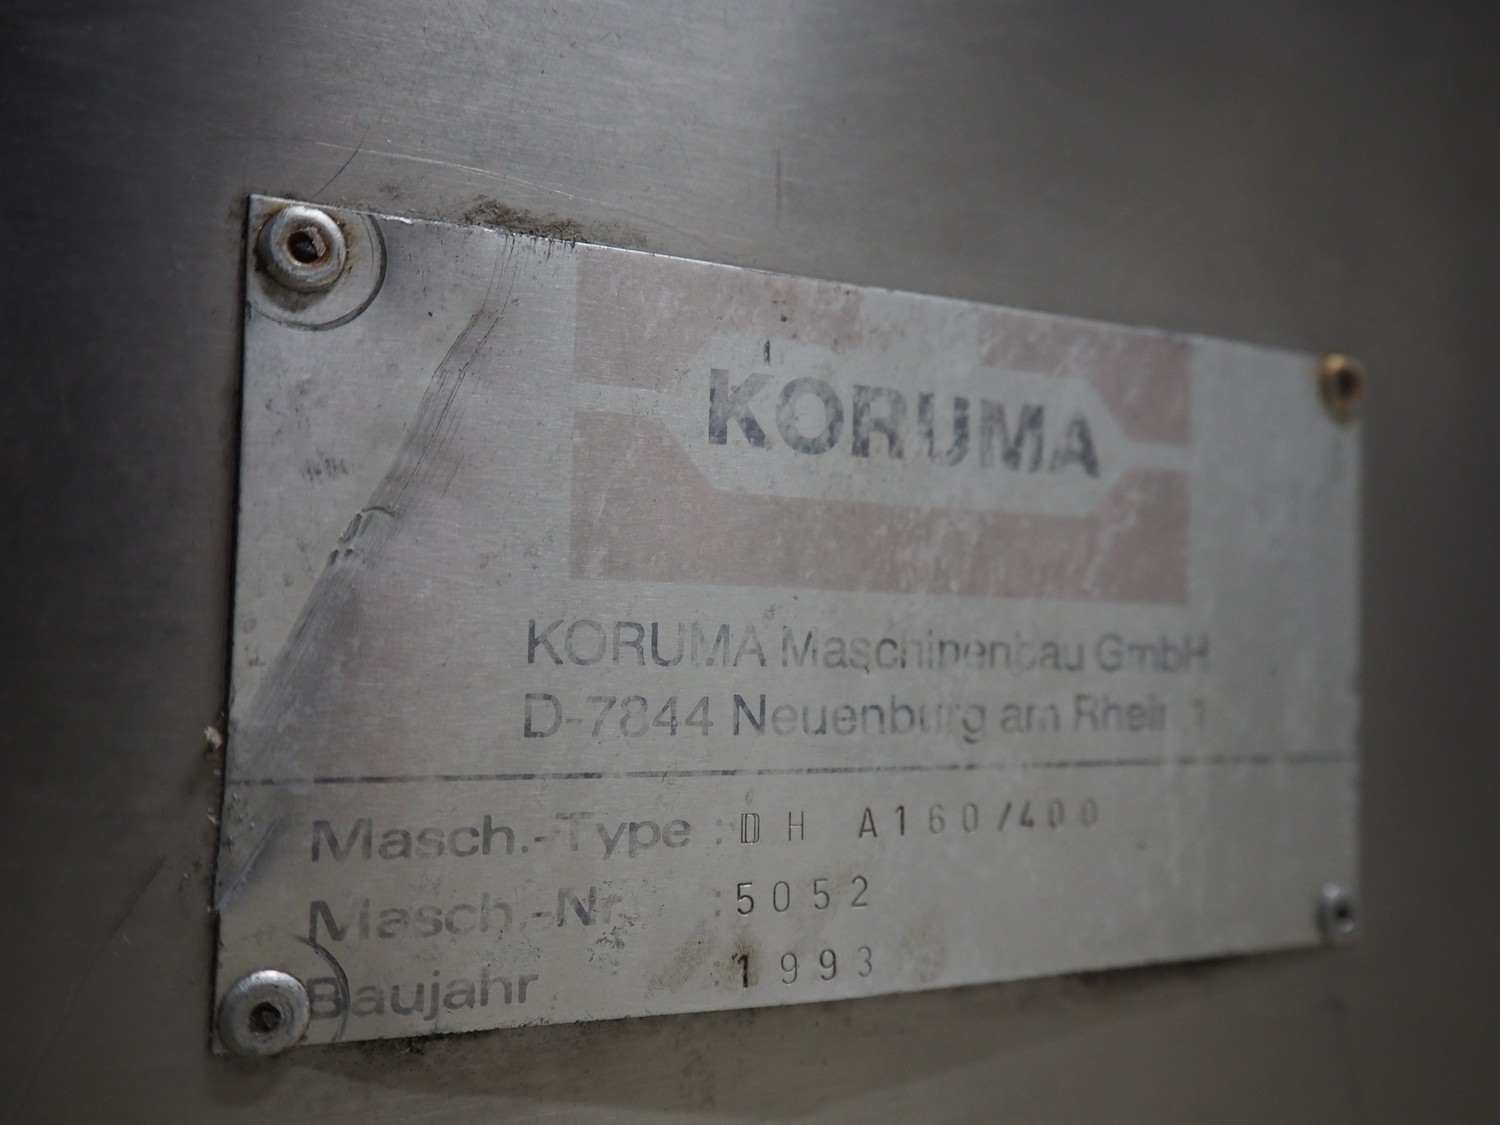 KORUMA
KORUMA Maschinenbau GmbH
D-7844 Neuenburg am Rhein 1
Masch.-Type : DH A160/400
Masch.-Nr. : 5052
Baujahr : 1993